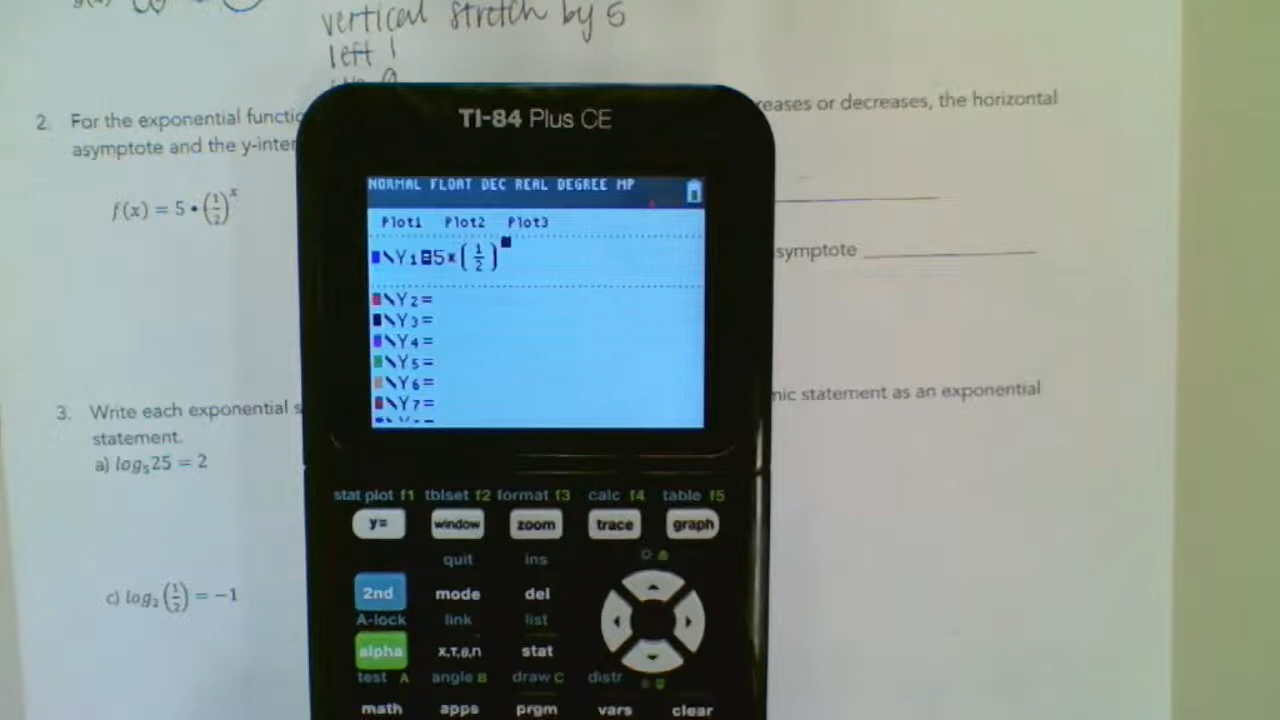 vertical stretch by 5
left 1
2. For the exponential functio
reases or decreases, the horizontal
asymptote and the y-inter
f(x) = 5 • (1/2)^x
symptote
3. Write each exponential s
nic statement as an exponential
statement.
a) log₅25 = 2
c) log₂(1/2) = −1
TI-84 Plus CE
NORMAL FLOAT DEC REAL DEGREE MP
Plot1 Plot2 Plot3
\Y1=5*(1/2)
\Y2=
\Y3=
\Y4=
\Y5=
\Y6=
\Y7=
stat plot f1 tblset f2 format f3 calc f4 table f5
y= window zoom trace graph
quit ins
2nd mode del
A-lock link list
alpha X,T,θ,n stat
test A angle B draw C distr
math apps prgm vars clear